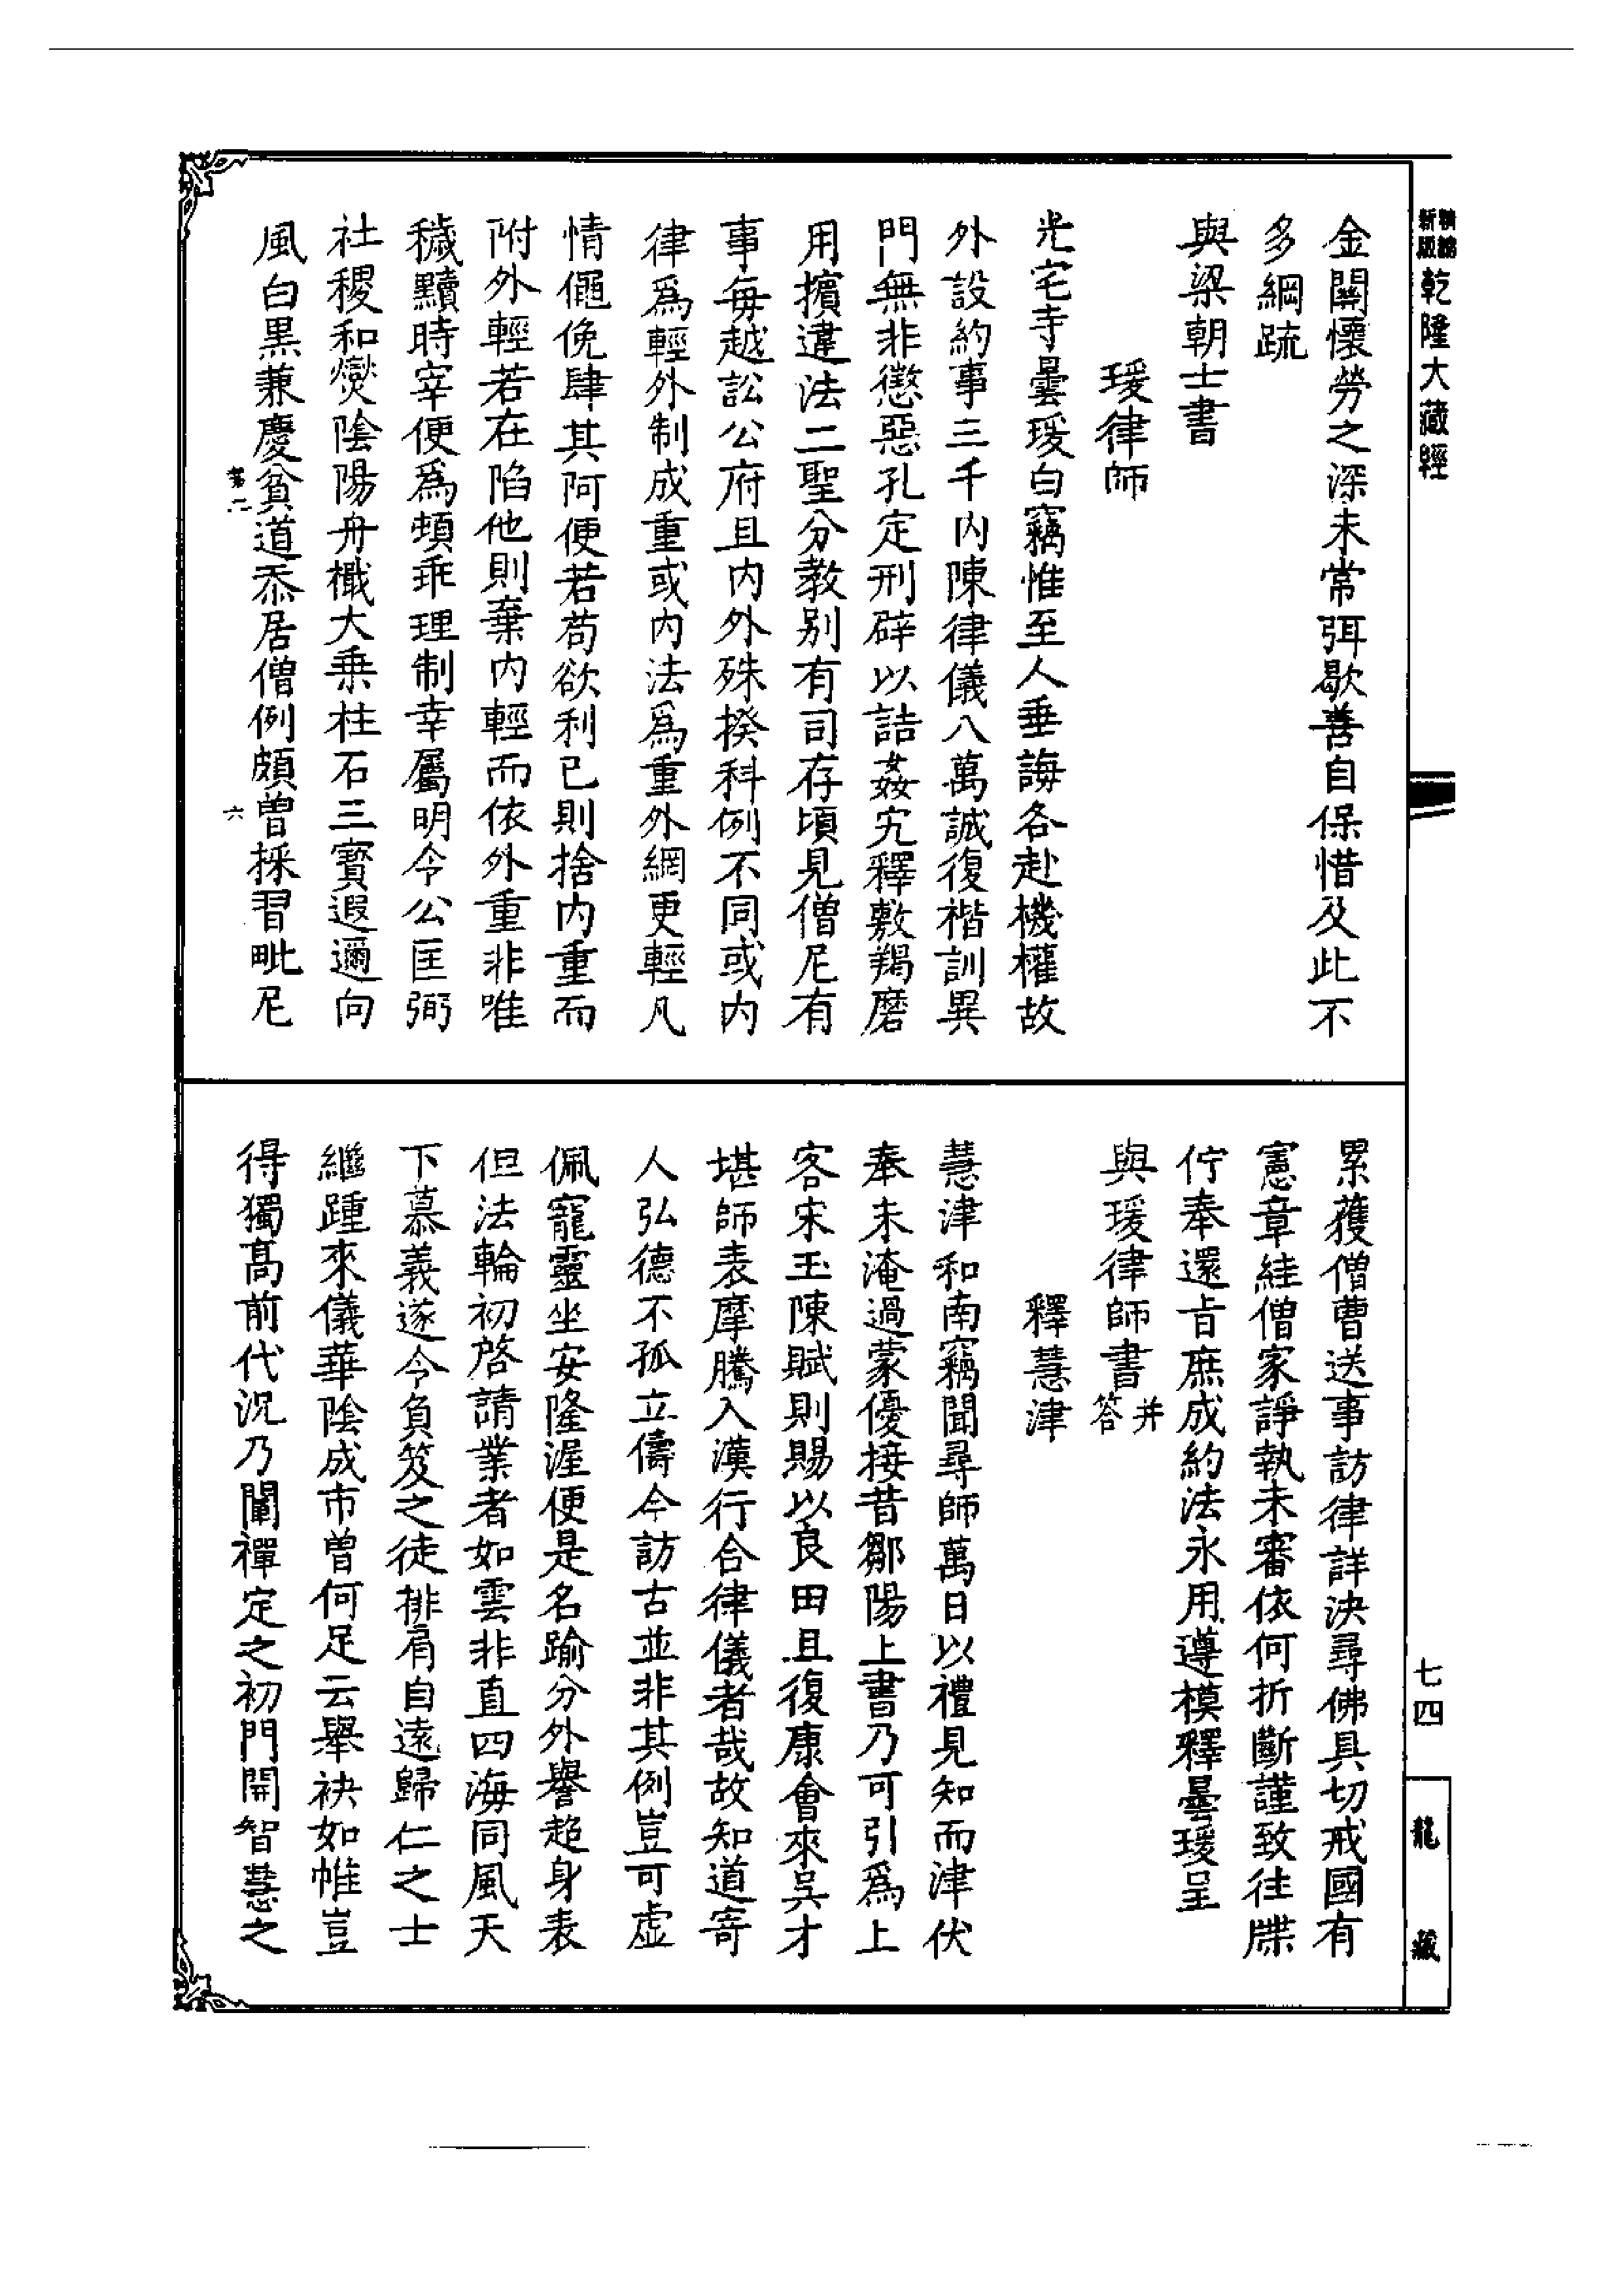 精繕
新版
乾隆大藏經
金關懷勞之深未常弭歇善自保惜及此不
多綱疏
與梁朝士書
瑗律師
光宅寺曇瑗白竊惟至人垂誨各赴機權故
外設約事三千內陳律儀八萬誠復楷訓異
門無非懲惡孔定刑辟以詰姦宄釋敷羯磨
用擯違法二聖分教别有司存頃見僧尼有
事每越訟公府且內外殊揆科例不同或內
律爲輕外制成重或內法爲重外網更輕凡
情僶俛肆其阿便若苟欲利已則捨內重而
附外輕若在陷他則棄內輕而依外重非唯
穢黷時宰便爲頓乖理制幸屬明令公匡弼
社稷和爕陰陽舟檝大乗柱石三寳遐邇向
風白黒兼慶貧道忝居僧例頗曽採習毗尼
六
累獲僧曹送事訪律詳決尋佛具切戒國有
憲章絓僧家諍執未審依何折斷謹致往牒
佇奉還㫖庶成約法永用遵模釋曇瑗呈
與瑗律師書并答
釋慧津
慧津和南竊聞尋師萬日以禮見知而津伏
奉未淹過蒙優接昔鄒陽上書乃可引爲上
客宋玉陳賦則賜以良田且復康會來吳才
堪師表摩騰入漢行合律儀者哉故知道寄
人弘德不孤立儔今訪古並非其例豈可虛
佩寵靈坐安隆渥便是名踰分外譽超身表
但法輪初啓請業者如雲非直四海同風天
下慕義遂令負笈之徒排肩自遠歸仁之士
繼踵來儀華陰成市曽何足云舉袂如帷豈
得獨髙前代況乃闡禪定之初門開智慧之
七四
龍藏